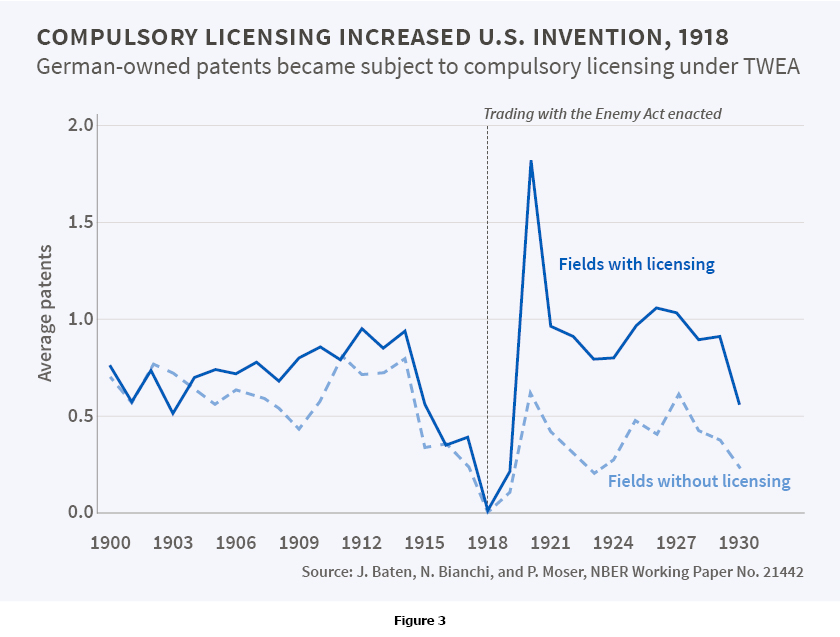 COMPULSORY LICENSING INCREASED U.S. INVENTION, 1918
German-owned patents became subject to compulsory licensing under TWEA
Trading with the Enemy Act enacted
2.0
1.5
1.0
0.5
0.0
Average patents
Fields with licensing
Fields without licensing
1900 1903 1906 1909 1912 1915 1918 1921 1924 1927 1930
Source: J. Baten, N. Bianchi, and P. Moser, NBER Working Paper No. 21442
Figure 3